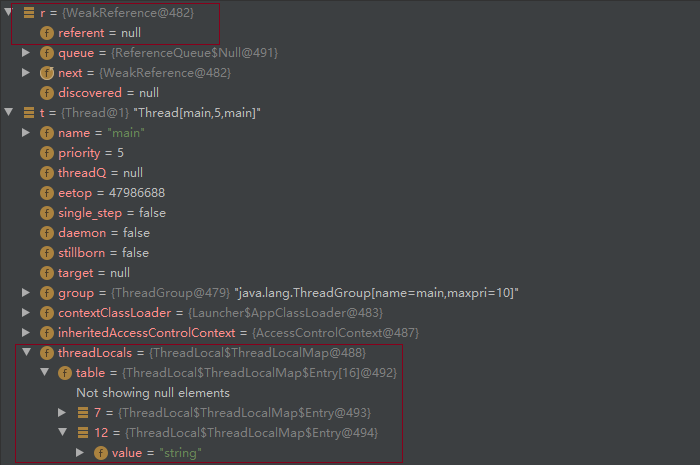 r = {WeakReference@482}
f referent = null
f queue = {ReferenceQueue$Null@491}
f next = {WeakReference@482}
f discovered = null
t = {Thread@1} "Thread[main,5,main]"
f name = "main"
f priority = 5
f threadQ = null
f eetop = 47986688
f single_step = false
f daemon = false
f stillborn = false
f target = null
f group = {ThreadGroup@479} "java.lang.ThreadGroup[name=main,maxpri=10]"
f contextClassLoader = {Launcher$AppClassLoader@483}
f inheritedAccessControlContext = {AccessControlContext@487}
f threadLocals = {ThreadLocal$ThreadLocalMap@488}
f table = {ThreadLocal$ThreadLocalMap$Entry[16]@492}
Not showing null elements
7 = {ThreadLocal$ThreadLocalMap$Entry@493}
12 = {ThreadLocal$ThreadLocalMap$Entry@494}
f value = "string"